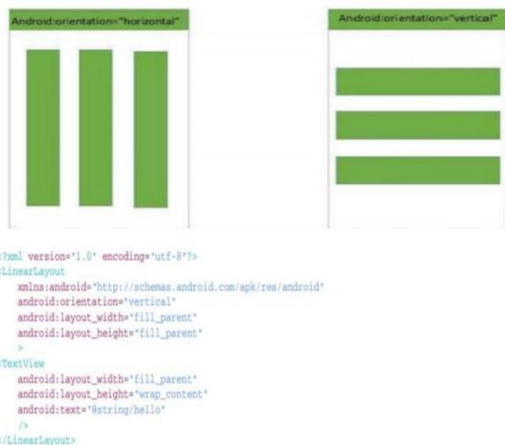 Android:orientation="horizontal"
Android:orientation="vertical"
<?xml version="1.0" encoding="utf-8"?>
<LinearLayout
xmlns:android="http://schemas.android.com/apk/res/android"
android:orientation="vertical"
android:layout_width="fill_parent"
android:layout_height="fill_parent"
>
<TextView
android:layout_width="fill_parent"
android:layout_height="wrap_content"
android:text="@string/hello"
/>
</LinearLayout>